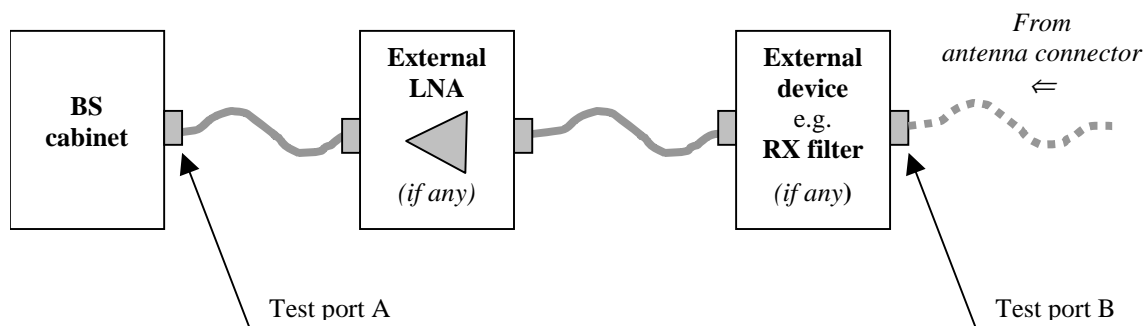 BS
cabinet
External
LNA
(if any)
External
device
e.g.
RX filter
(if any)
From
antenna connector
⇐
Test port A
Test port B